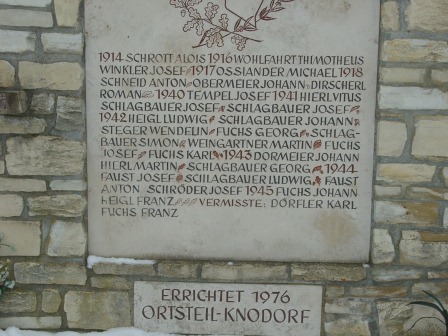 1914 SCHROTT ALOIS 1916 WOHLFAHRT THIMOTHEUS
WINKLER JOSEF 1917 OSSIANDER MICHAEL 1918
SCHNEID ANTON OBERMEIER JOHANN DIRSCHERL
ROMAN 1940 TEMPEL JOSEF 1941 HIERL VITUS
SCHLAGBAUER JOSEF SCHLAGBAUER JOSEF
1942 HEIGL LUDWIG SCHLAGBAUER JOHANN
STEGER WENDELIN FUCHS GEORG SCHLAG-
BAUER SIMON WEINGARTNER MARTIN FUCHS
JOSEF FUCHS KARL 1943 DORMEIER JOHANN
HIERL MARTIN SCHLAGBAUER GEORG 1944
FAUST JOSEF SCHLAGBAUER LUDWIG FAUST
ANTON SCHRÖDER JOSEF 1945 FUCHS JOHANN
HEIGL FRANZ VERMISSTE: DÖRFLER KARL
FUCHS FRANZ
ERRICHTET 1976
ORTSTEIL-KNODORF